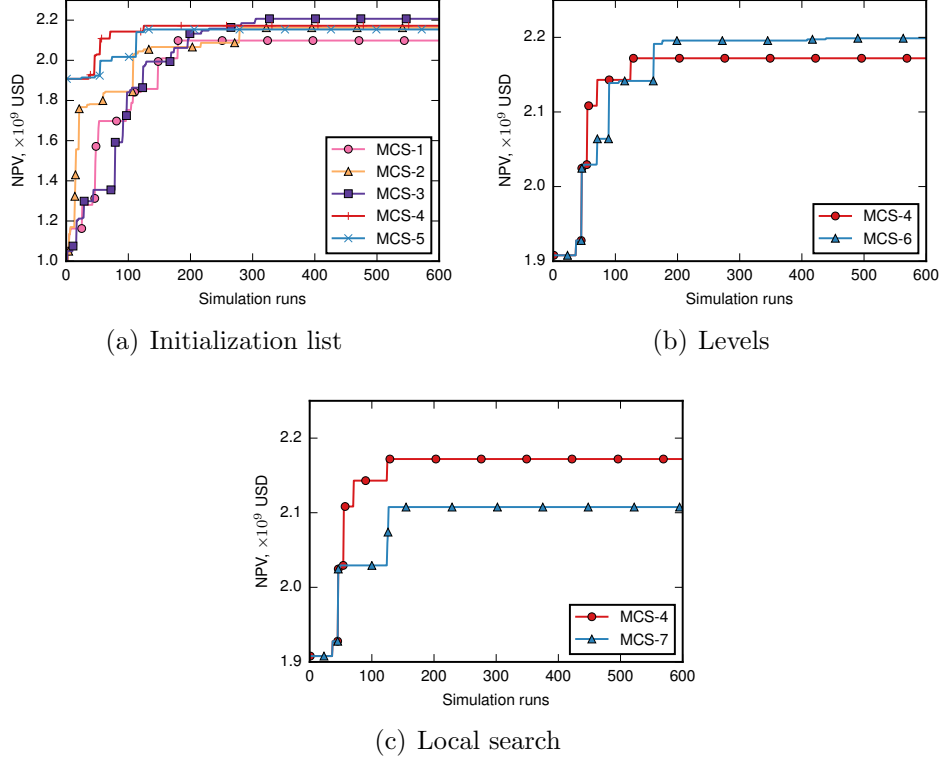 2.2
2.0
1.8
1.6
1.4
1.2
1.0
NPV, ×10⁹ USD
0 100 200 300 400 500 600
Simulation runs
MCS-1
MCS-2
MCS-3
MCS-4
MCS-5
(a) Initialization list
2.2
2.1
2.0
1.9
NPV, ×10⁹ USD
0 100 200 300 400 500 600
Simulation runs
MCS-4
MCS-6
(b) Levels
2.2
2.1
2.0
1.9
NPV, ×10⁹ USD
0 100 200 300 400 500 600
Simulation runs
MCS-4
MCS-7
(c) Local search